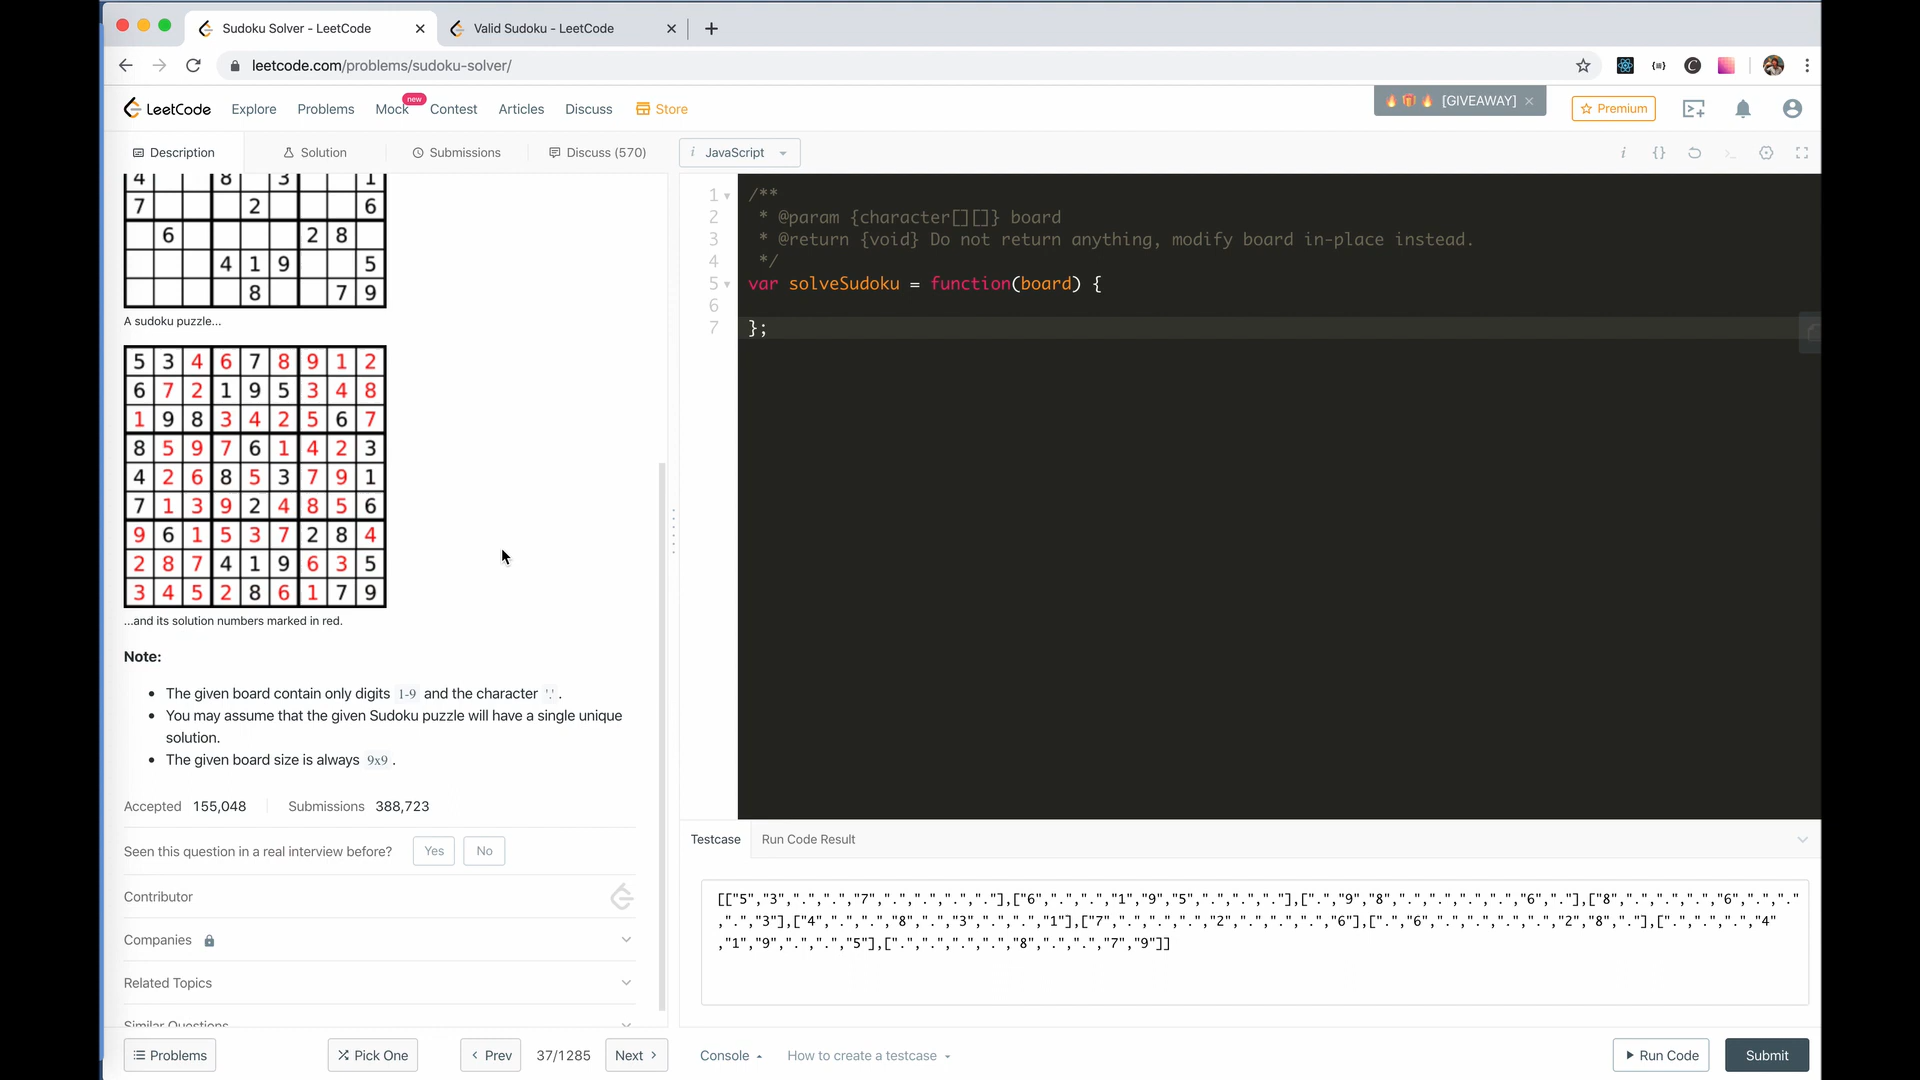 Sudoku Solver - LeetCode
Valid Sudoku - LeetCode
leetcode.com/problems/sudoku-solver/
LeetCode Explore Problems Mock new Contest Articles Discuss Store [GIVEAWAY] Premium
Description Solution Submissions Discuss (570) JavaScript
4 8 3 1
7 2 6
6 2 8
4 1 9 5
8 7 9
A sudoku puzzle...
5 3 4 6 7 8 9 1 2
6 7 2 1 9 5 3 4 8
1 9 8 3 4 2 5 6 7
8 5 9 7 6 1 4 2 3
4 2 6 8 5 3 7 9 1
7 1 3 9 2 4 8 5 6
9 6 1 5 3 7 2 8 4
2 8 7 4 1 9 6 3 5
3 4 5 2 8 6 1 7 9
...and its solution numbers marked in red.
Note:
• The given board contain only digits 1-9 and the character '.'.
• You may assume that the given Sudoku puzzle will have a single unique
solution.
• The given board size is always 9x9.
Accepted 155,048 Submissions 388,723
Seen this question in a real interview before? Yes No
Contributor
Companies
Related Topics
Similar Questions
Problems Pick One Prev 37/1285 Next
1 /**
2 * @param {character[][]} board
3 * @return {void} Do not return anything, modify board in-place instead.
4 */
5 var solveSudoku = function(board) {
6
7 };
Testcase Run Code Result
[["5","3",".",".","7",".",".",".","."],["6",".",".","1","9","5",".",".","."],[".","9","8",".",".",".",".","6","."],["8",".",".",".","6",".","."
,".","3"],["4",".",".","8",".","3",".",".","1"],["7",".",".",".","2",".",".",".","6"],[".","6",".",".",".",".","2","8","."],[".",".",".","4"
,"1","9",".",".","5"],[".",".",".",".","8",".",".","7","9"]]
Console How to create a testcase Run Code Submit